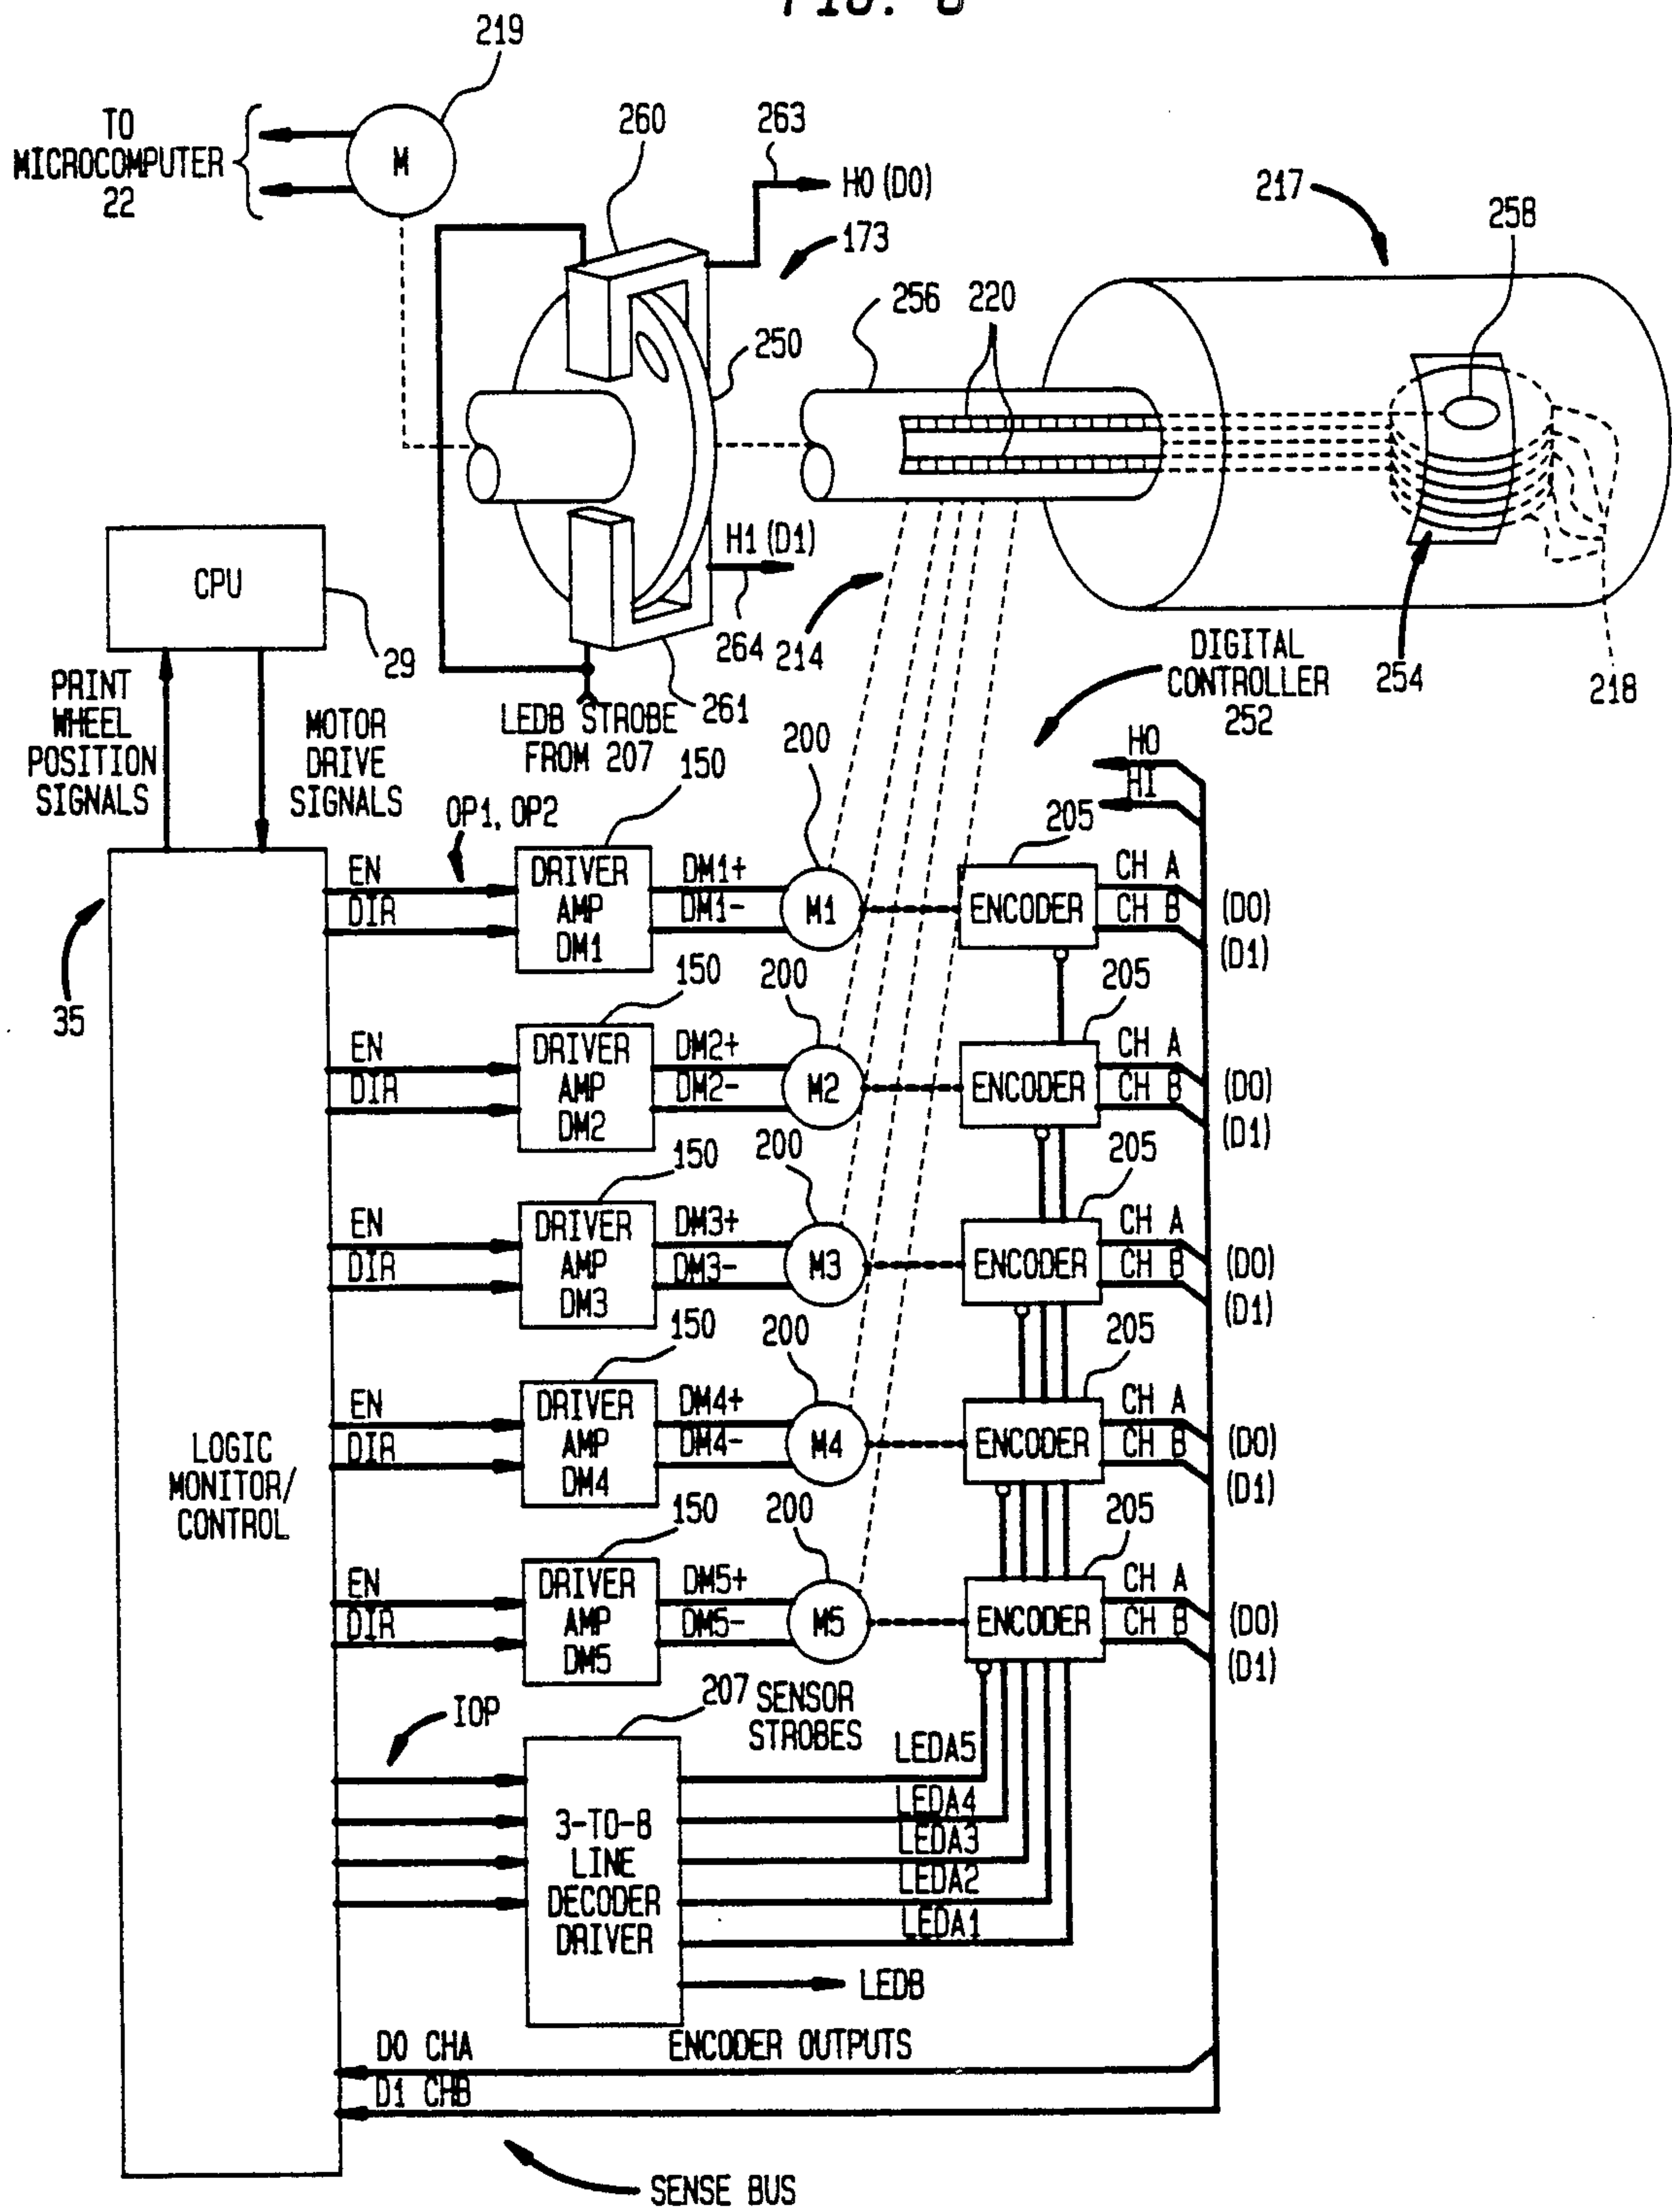 219
TO
MICROCOMPUTER
22
M
260
263
H0 (D0)
173
217
258
256
220
250
H1 (D1)
264
214
CPU
29
PRINT
WHEEL
POSITION
SIGNALS
MOTOR
DRIVE
SIGNALS
LEDB STROBE
FROM 207
261
DIGITAL
CONTROLLER
252
254
218
H0
HI
35
LOGIC
MONITOR/
CONTROL
OP1, OP2
EN
DIR
150
DRIVER
AMP
DM1
DM1+
DM1-
200
M1
205
ENCODER
CH A
CH B
(D0)
(D1)
EN
DIR
150
DRIVER
AMP
DM2
DM2+
DM2-
200
M2
205
ENCODER
CH A
CH B
(D0)
(D1)
EN
DIR
150
DRIVER
AMP
DM3
DM3+
DM3-
200
M3
205
ENCODER
CH A
CH B
(D0)
(D1)
EN
DIR
150
DRIVER
AMP
DM4
DM4+
DM4-
200
M4
205
ENCODER
CH A
CH B
(D0)
(D1)
EN
DIR
150
DRIVER
AMP
DM5
DM5+
DM5-
200
M5
205
ENCODER
CH A
CH B
(D0)
(D1)
IOP
207
3-TO-8
LINE
DECODER
DRIVER
SENSOR
STROBES
LEDA5
LEDA4
LEDA3
LEDA2
LEDA1
LEDB
D0 CHA
D1 CHB
ENCODER OUTPUTS
SENSE BUS